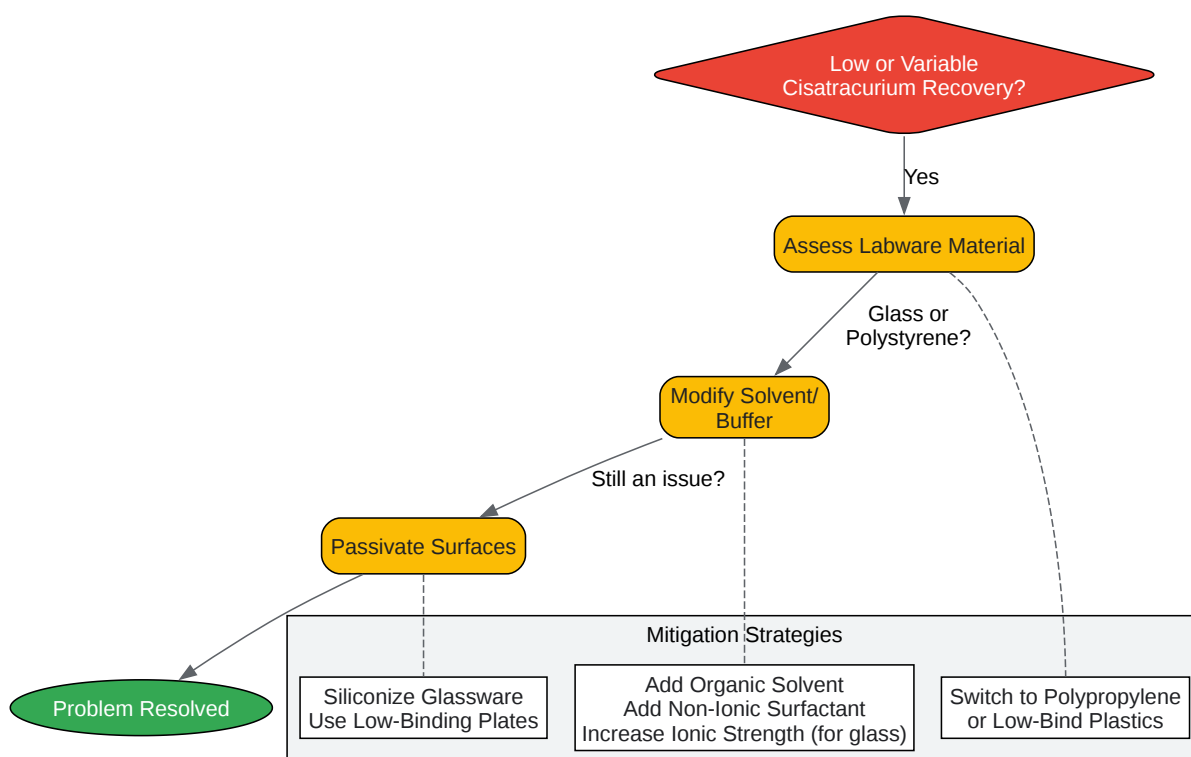 Low or Variable
Cisatracurium Recovery?
Yes
Assess Labware Material
Glass or
Polystyrene?
Modify Solvent/
Buffer
Still an issue?
Passivate Surfaces
Mitigation Strategies
Problem Resolved
Siliconize Glassware
Use Low-Binding Plates
Add Organic Solvent
Add Non-Ionic Surfactant
Increase Ionic Strength (for glass)
Switch to Polypropylene
or Low-Bind Plastics